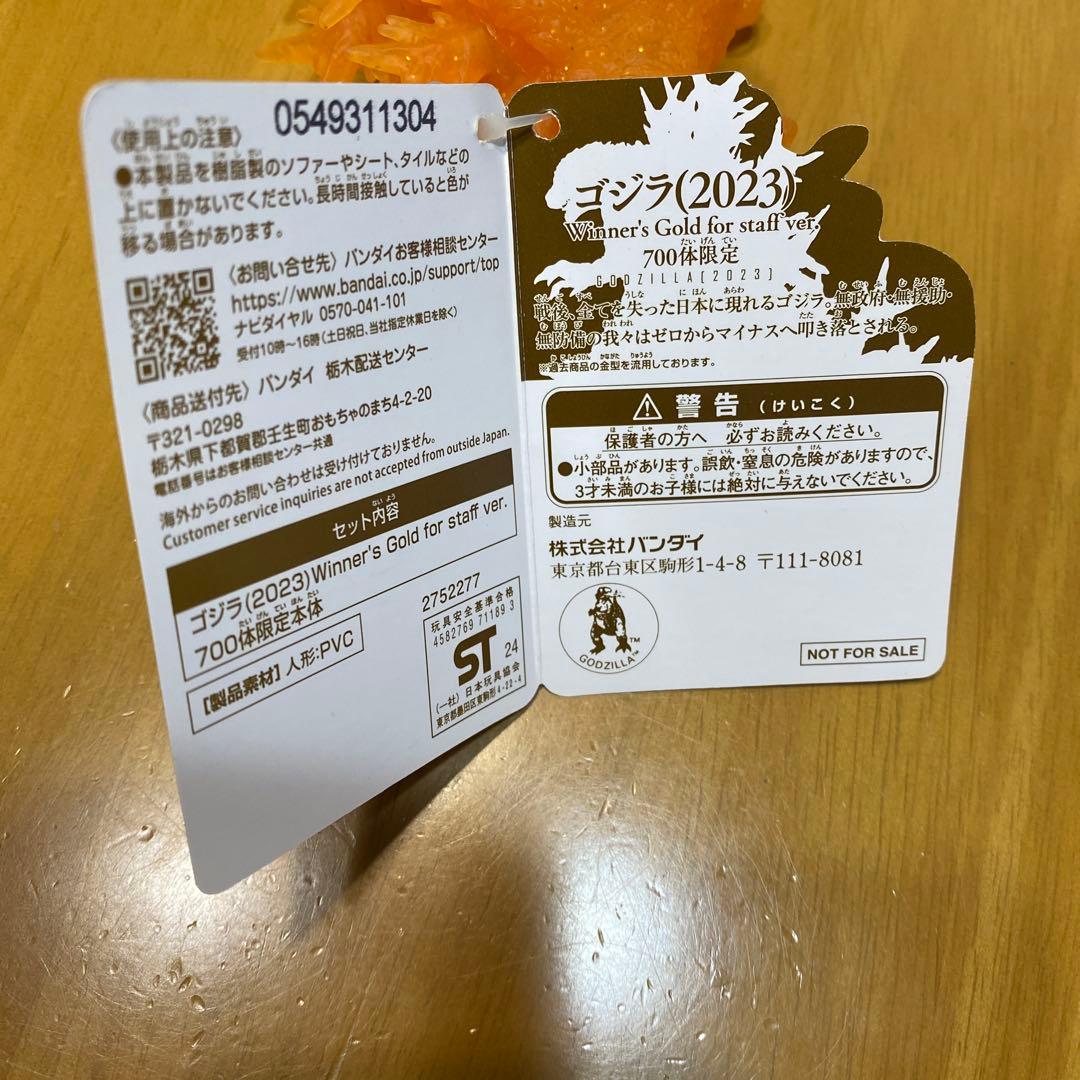 0549311304
〈使用上の注意〉
●本製品を樹脂製のソファーやシート、タイルなどの
上に置かないでください。長時間接触していると色が
移る場合があります。
〈お問い合せ先〉バンダイお客様相談センター
https://www.bandai.co.jp/support/top
ナビダイヤル 0570-041-101
受付10時～16時(土日祝日、当社指定休業日を除く)
〈商品送付先〉バンダイ 栃木配送センター
〒321-0298
栃木県下都賀郡壬生町おもちゃのまち4-2-20
電話番号はお客様相談センター共通
海外からのお問い合わせは受け付けておりません。
Customer service inquiries are not accepted from outside Japan.
セット内容
ゴジラ(2023)Winner's Gold for staff ver.
700体限定本体
【製品素材】人形:PVC
2752277
玩具安全基準合格
4582769 71189 3
ST 24
(一社) 日本玩具協会
東京都墨田区東駒形4-22-4
ゴジラ(2023)
Winner's Gold for staff ver.
700体限定
GODZILLA[2023]
戦後、全てを失った日本に現れるゴジラ。無政府・無援助・
無防備の我々はゼロからマイナスへ叩き落とされる。
※過去商品の金型を流用しております。
警告 (けいこく)
保護者の方へ 必ずお読みください。
●小部品があります。誤飲・窒息の危険がありますので、
3才未満のお子様には絶対に与えないでください。
製造元
株式会社バンダイ
東京都台東区駒形1-4-8 〒111-8081
GODZILLA™
TM
NOT FOR SALE